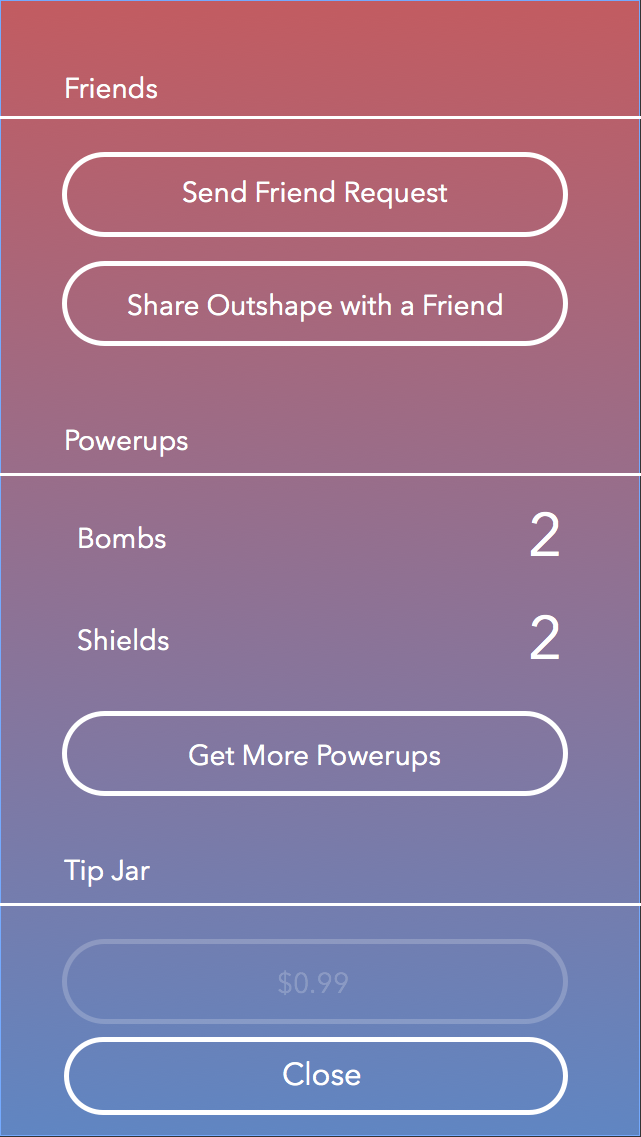 Friends
Send Friend Request
Share Outshape with a Friend
Powerups
Bombs 2
Shields 2
Get More Powerups
Tip Jar
$0.99
Close